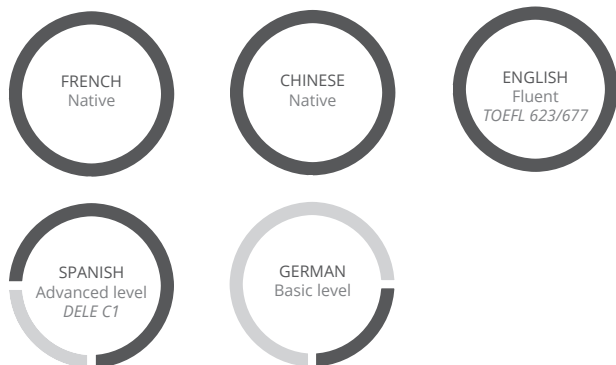 FRENCH
Native
CHINESE
Native
ENGLISH
Fluent
TOEFL 623/677
SPANISH
Advanced level
DELE C1
GERMAN
Basic level